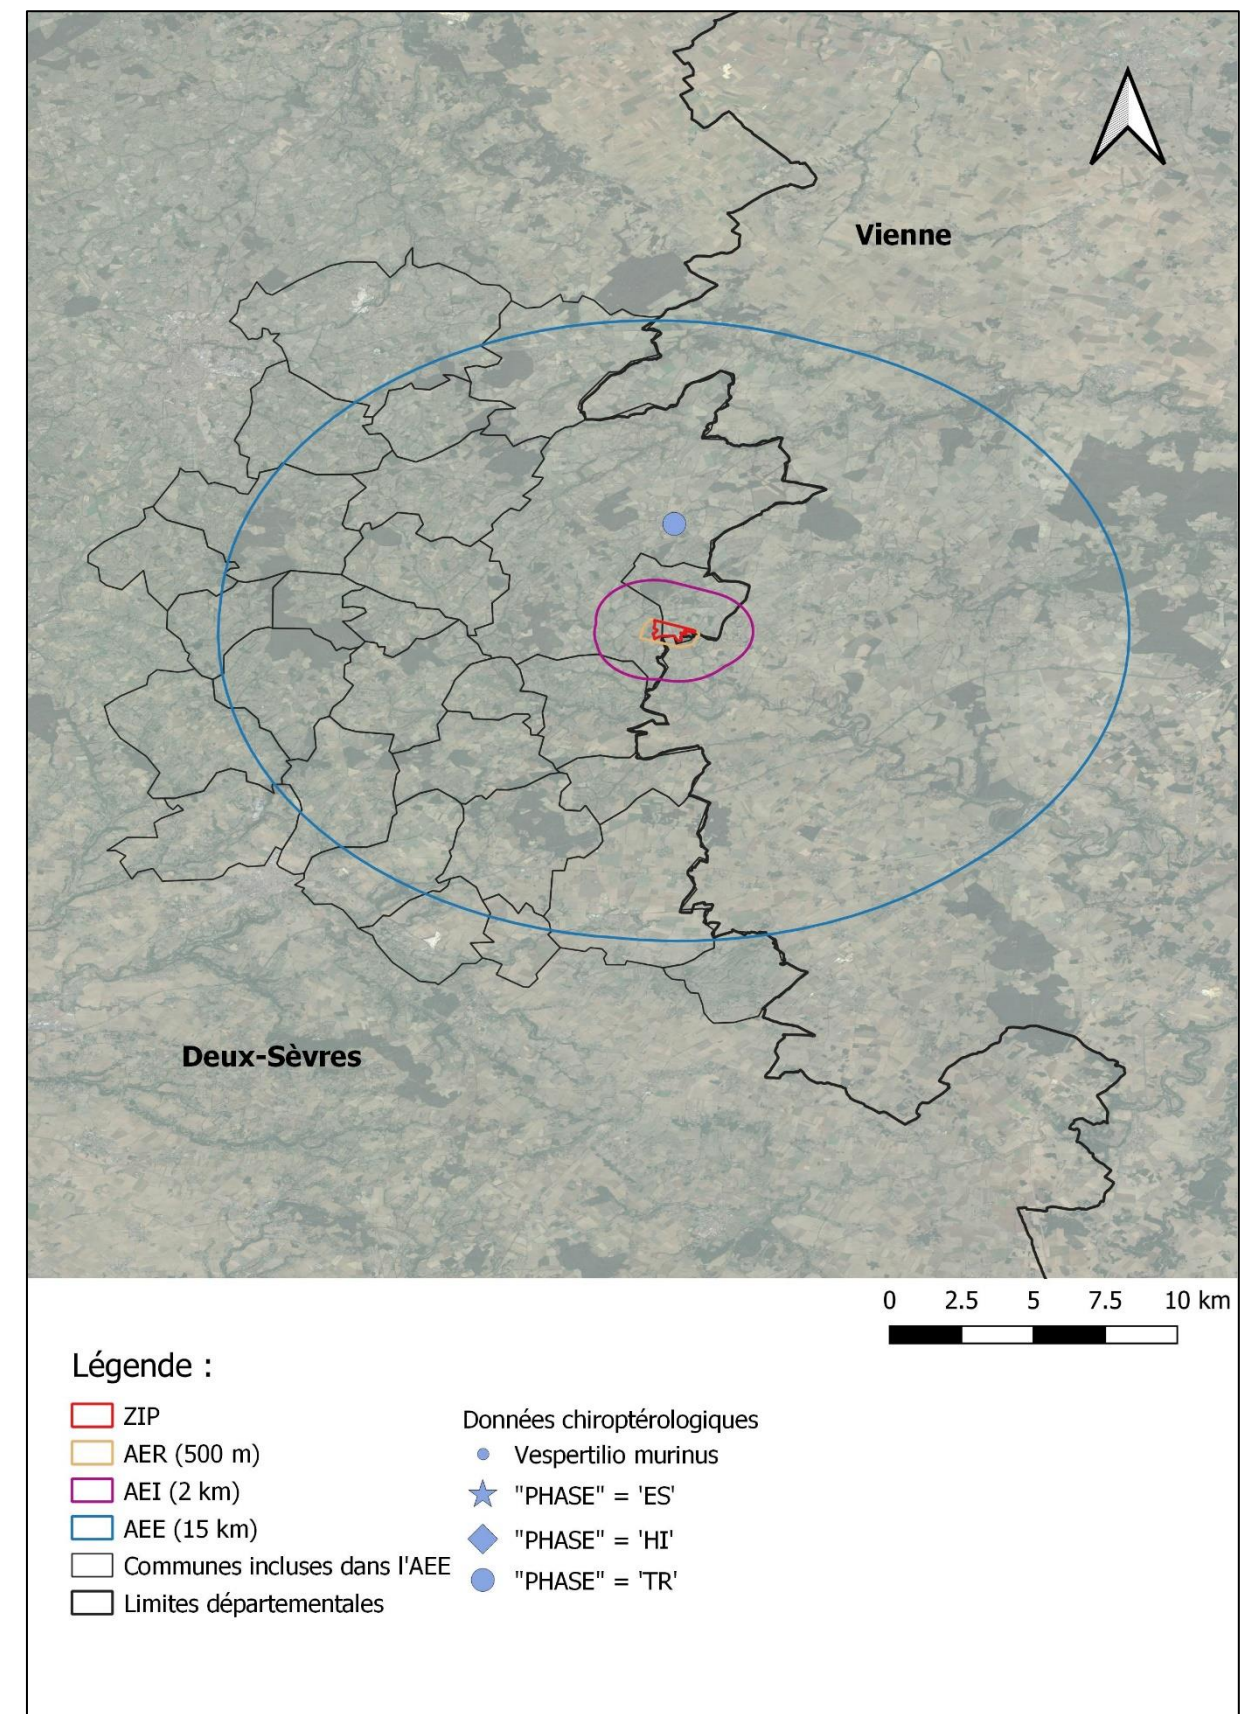 Vienne
Deux-Sèvres
0 2.5 5 7.5 10 km
Légende :
ZIP
AER (500 m)
AEI (2 km)
AEE (15 km)
Communes incluses dans l'AEE
Limites départementales
Données chiroptérologiques
Vespertilio murinus
"PHASE" = 'ES'
"PHASE" = 'HI'
"PHASE" = 'TR'